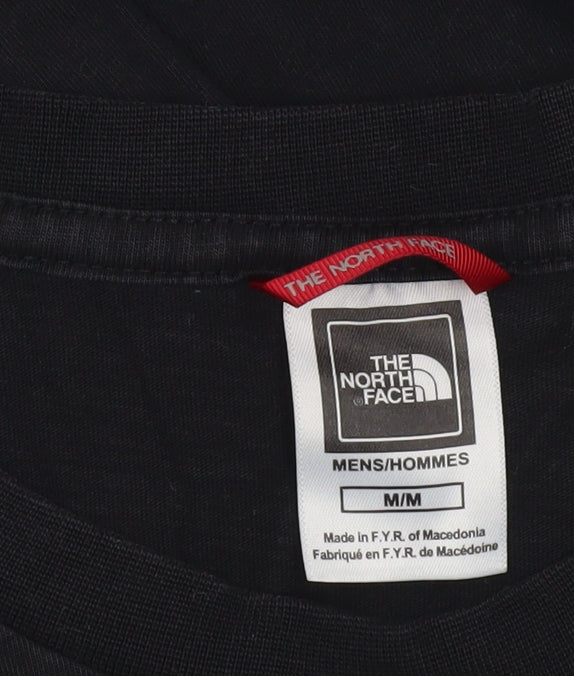 THE NORTH FACE
THE
NORTH
FACE
MENS/HOMMES
M/M
Made in F.Y.R. of Macedonia
Fabriqué en F.Y.R. de Macédoine